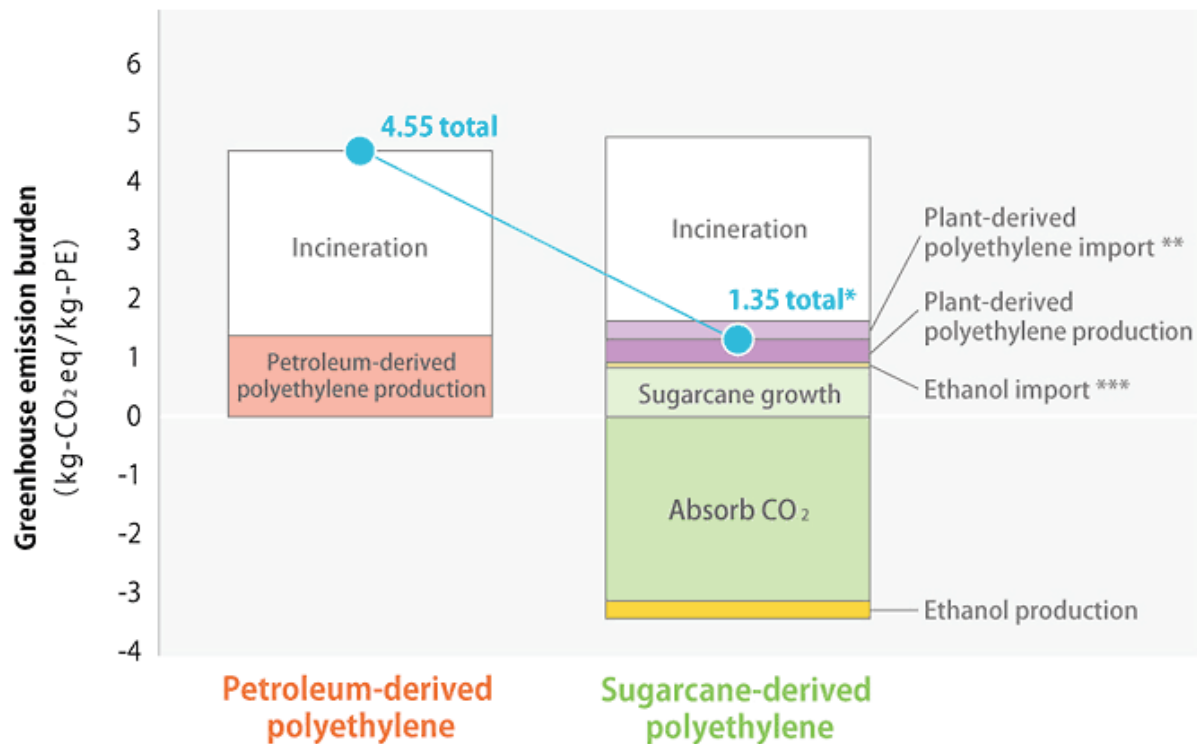 Greenhouse emission burden
(kg-CO₂ eq/kg-PE)
6
5
4
3
2
1
0
-1
-2
-3
-4
4.55 total
Incineration
Petroleum-derived
polyethylene production
Incineration
1.35 total*
Sugarcane growth
Absorb CO₂
Plant-derived
polyethylene import **
Plant-derived
polyethylene production
Ethanol import ***
Ethanol production
Petroleum-derived
polyethylene
Sugarcane-derived
polyethylene